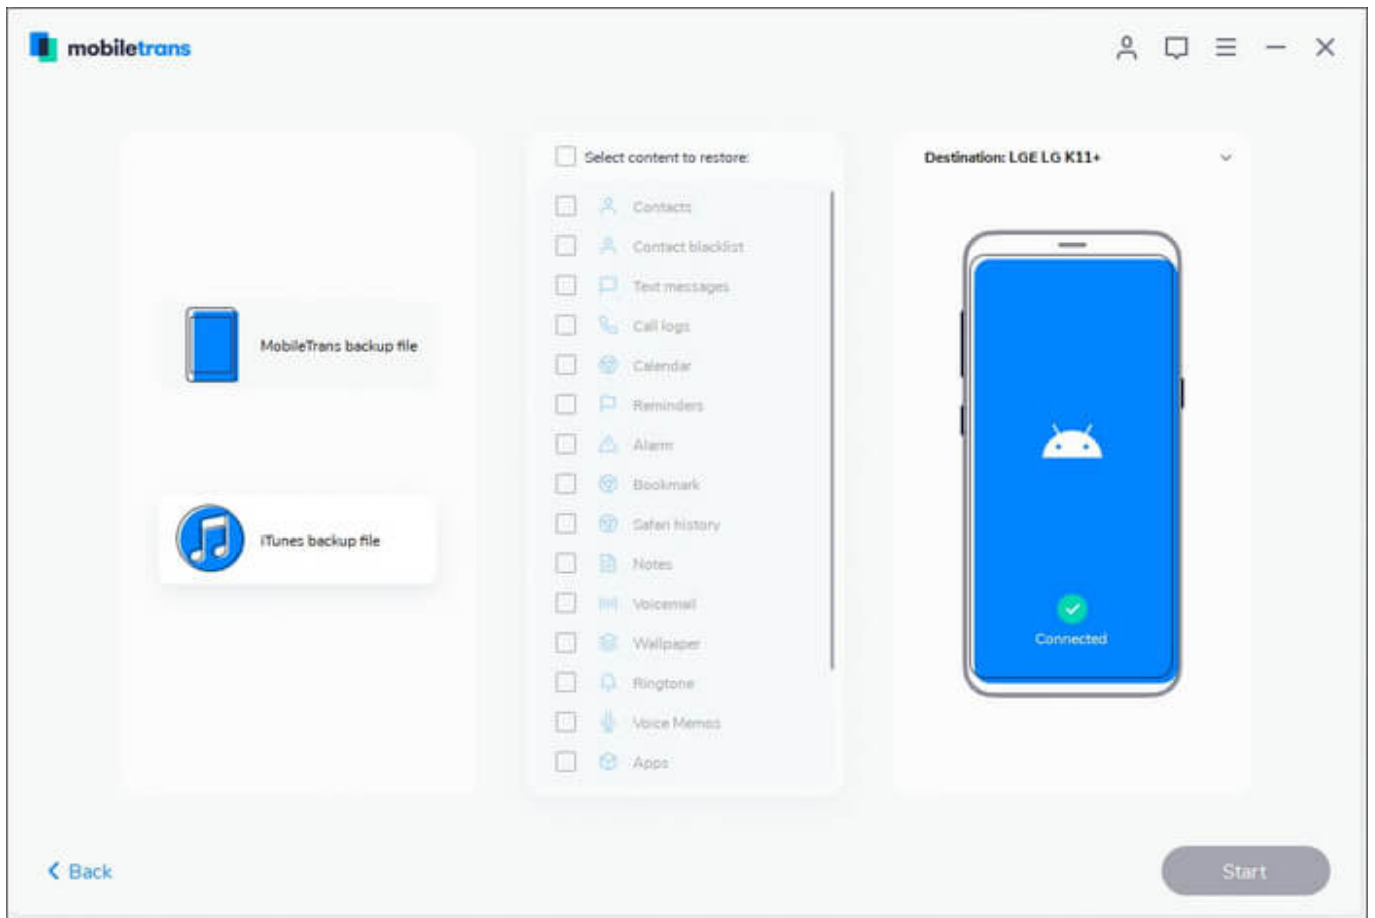 mobiletrans
MobileTrans backup file
iTunes backup file
Select content to restore:
Contacts
Contact blacklist
Text messages
Call logs
Calendar
Reminders
Alarm
Bookmark
Safari history
Notes
Voicemail
Wallpaper
Ringtone
Voice Memos
Apps
Destination: LGE LG K11+
Connected
Back
Start